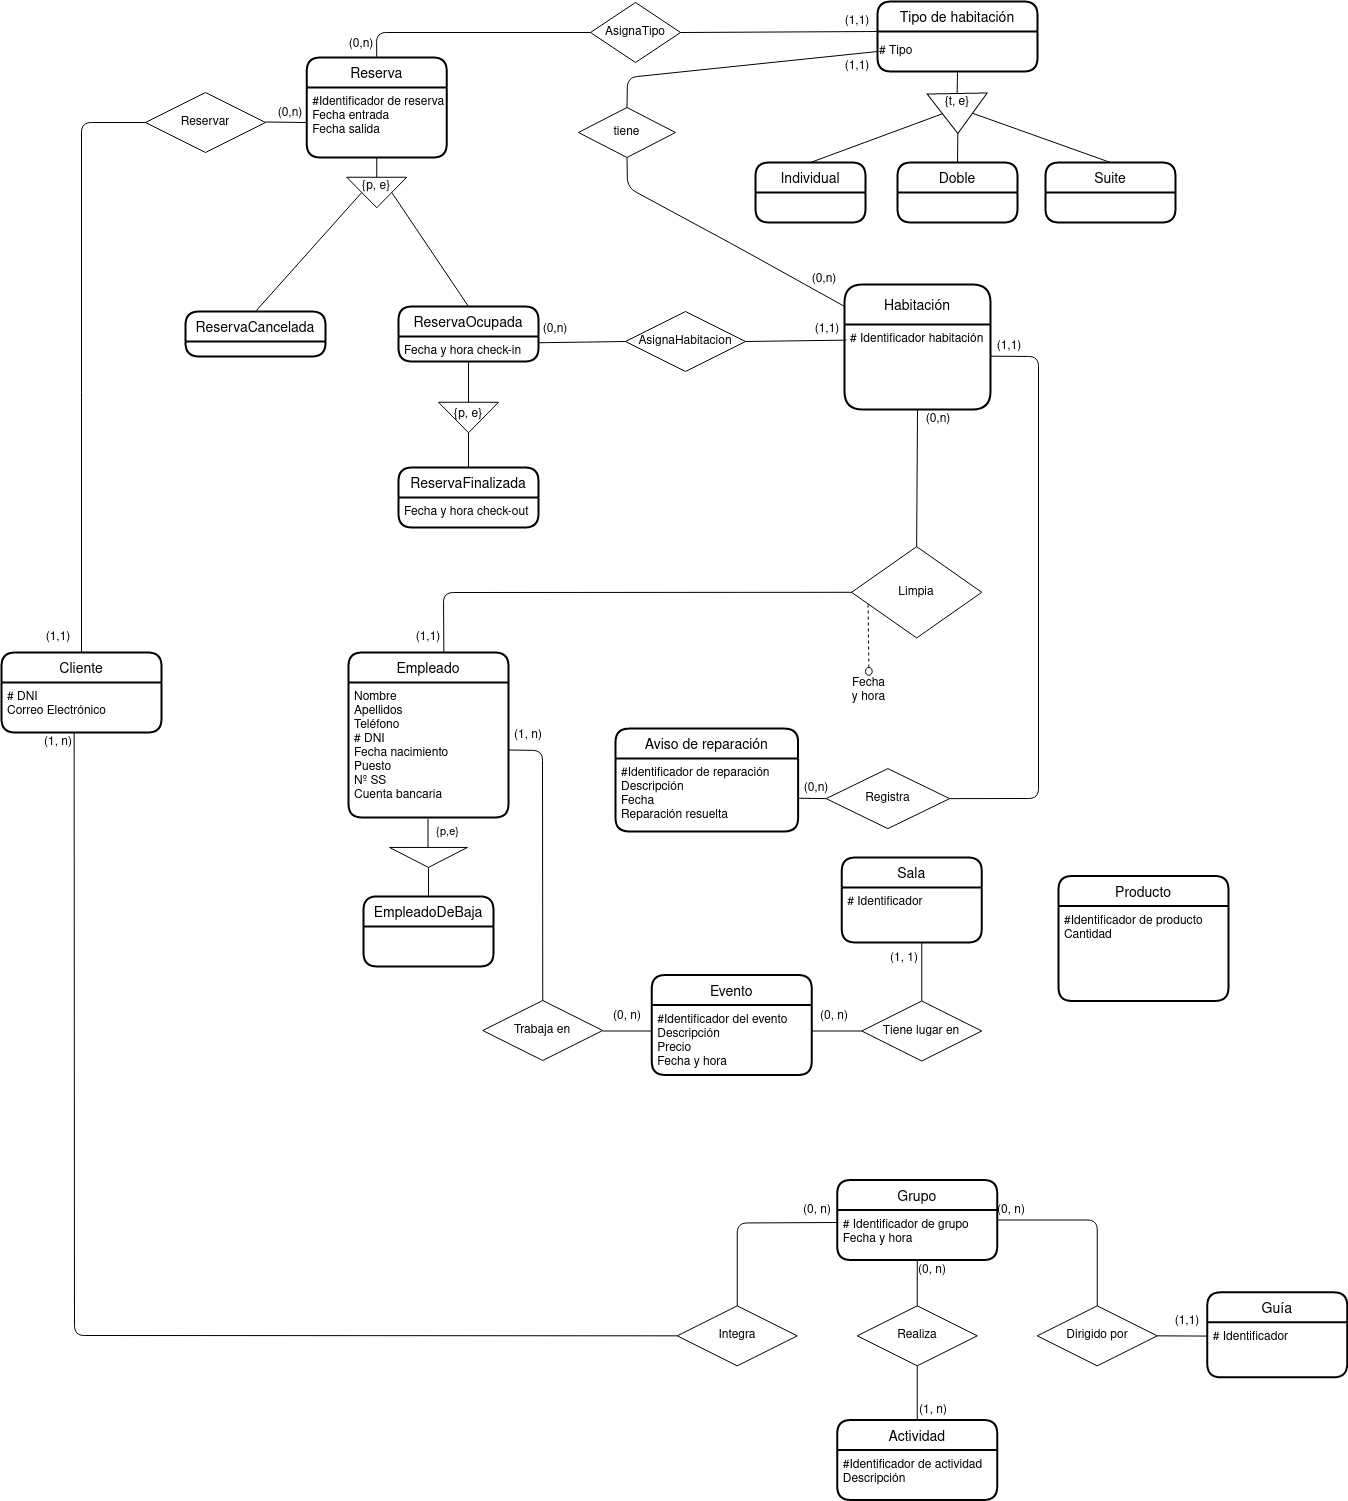 Tipo de habitación
(1,1)
AsignaTipo
(0,n)
# Tipo
(1,1)
Reserva
#Identificador de reserva
Fecha entrada
Fecha salida
(0,n)
Reservar
{t, e}
tiene
Individual
Doble
Suite
{p, e}
(0,n)
Habitación
# Identificador habitación
ReservaCancelada
ReservaOcupada
Fecha y hora check-in
(0,n)
AsignaHabitacion
(1,1)
(1,1)
{p, e}
(0,n)
ReservaFinalizada
Fecha y hora check-out
Limpia
(1,1)
(1,1)
Cliente
# DNI
Correo Electrónico
(1, n)
Empleado
Nombre
Apellidos
Teléfono
# DNI
Fecha nacimiento
Puesto
Nº SS
Cuenta bancaria
Fecha
y hora
(1, n)
Aviso de reparación
#Identificador de reparación
Descripción
Fecha
Reparación resuelta
(0,n)
Registra
{p,e}
EmpleadoDeBaja
Sala
# Identificador
Producto
#Identificador de producto
Cantidad
(1, 1)
Evento
#Identificador del evento
Descripción
Precio
Fecha y hora
(0, n)
(0, n)
Trabaja en
Tiene lugar en
Grupo
# Identificador de grupo
Fecha y hora
(0, n)
(0, n)
(0, n)
Integra
Realiza
Dirigido por
(1,1)
Guía
# Identificador
(1, n)
Actividad
#Identificador de actividad
Descripción